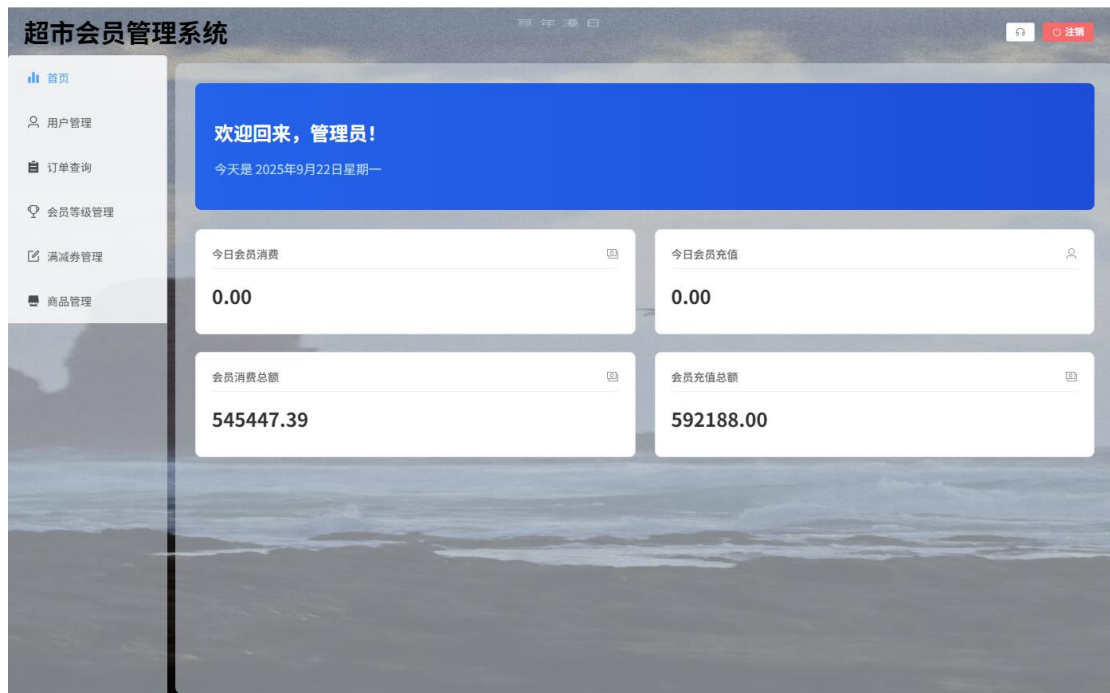 超市会员管理系统
注销
首页
用户管理
订单查询
会员等级管理
满减券管理
商品管理
欢迎回来，管理员！
今天是 2025年9月22日星期一
今日会员消费
0.00
今日会员充值
0.00
会员消费总额
545447.39
会员充值总额
592188.00